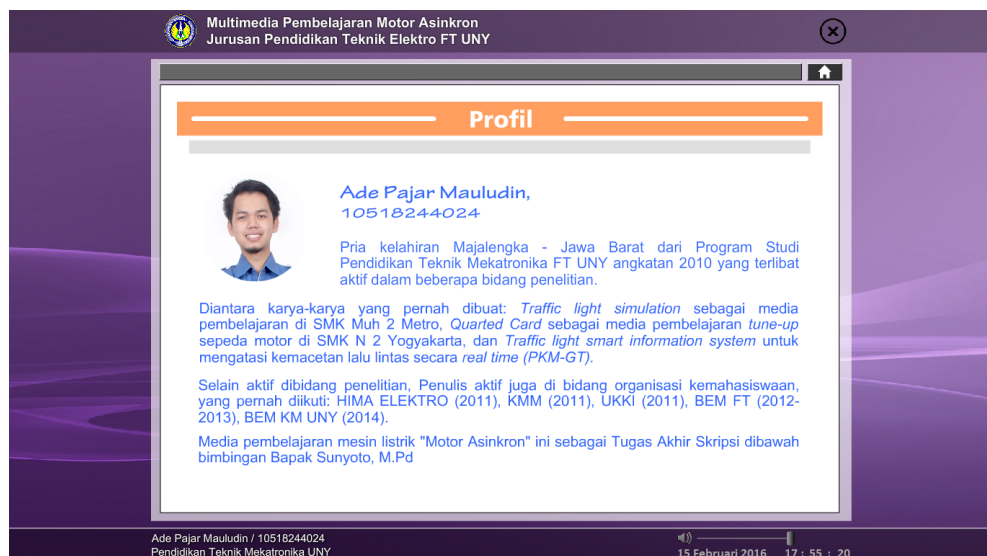 Multimedia Pembelajaran Motor Asinkron
Jurusan Pendidikan Teknik Elektro FT UNY
Profil
Ade Pajar Mauludin,
10518244024
Pria kelahiran Majalengka - Jawa Barat dari Program Studi
Pendidikan Teknik Mekatronika FT UNY angkatan 2010 yang terlibat
aktif dalam beberapa bidang penelitian.
Diantara karya-karya yang pernah dibuat: Traffic light simulation sebagai media
pembelajaran di SMK Muh 2 Metro, Quarted Card sebagai media pembelajaran tune-up
sepeda motor di SMK N 2 Yogyakarta, dan Traffic light smart information system untuk
mengatasi kemacetan lalu lintas secara real time (PKM-GT).
Selain aktif dibidang penelitian, Penulis aktif juga di bidang organisasi kemahasiswaan,
yang pernah diikuti: HIMA ELEKTRO (2011), KMM (2011), UKKI (2011), BEM FT (2012-
2013), BEM KM UNY (2014).
Media pembelajaran mesin listrik "Motor Asinkron" ini sebagai Tugas Akhir Skripsi dibawah
bimbingan Bapak Sunyoto, M.Pd
Ade Pajar Mauludin / 10518244024
Pendidikan Teknik Mekatronika UNY
15 Februari 2016 17 : 55 : 20